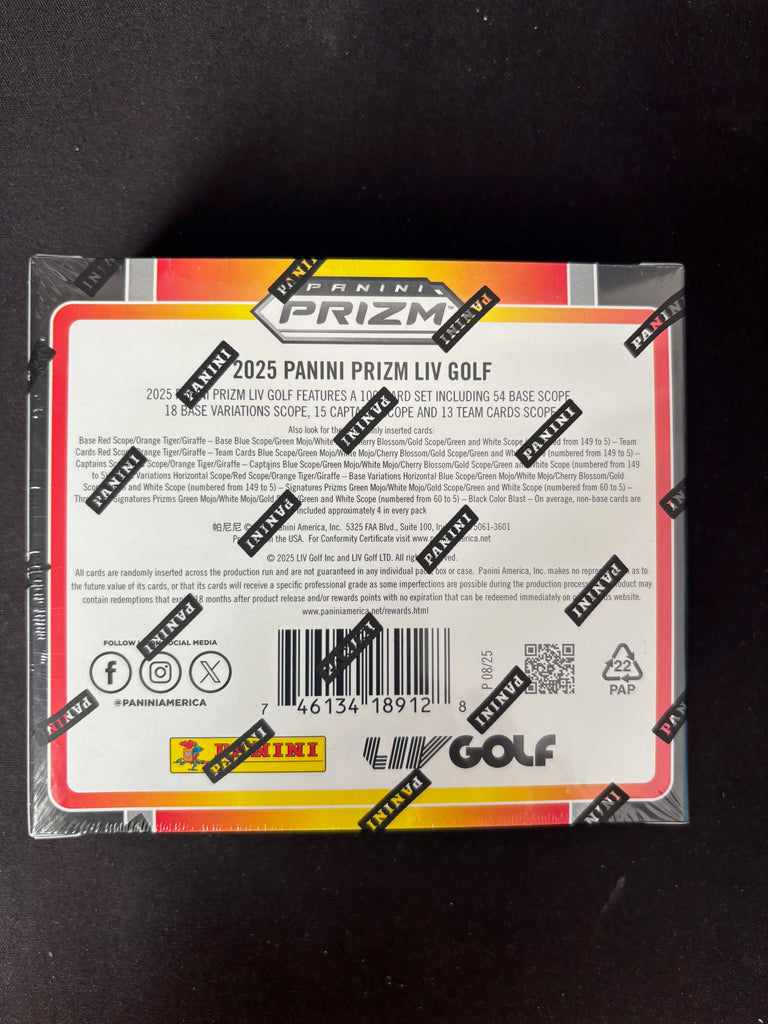 PANINI
PRIZM
2025 PANINI PRIZM LIV GOLF
2025 PRIZM LIV GOLF FEATURES A CARD SET INCLUDING 54 BASE SCOPE,
18 BASE VARIATIONS SCOPE, 15 SCOPE AND 13 TEAM CARDS SCOPE
Also look for the inserted cards:
Base Red Scope/Orange Tiger/Giraffe – Base Blue Scope/Green Mojo/White Cherry Blossom/Gold Scope/Green and White Scope from 149 to 5) – Team
Cards Red Orange Tiger/Giraffe – Team Cards Blue Scope/Green Mojo/White Mojo/Cherry Blossom/Gold Scope/Green and White Scope (numbered from 149 to 5) –
Captains Tiger/Giraffe – Captains Blue Scope/Green Mojo/White Mojo/Cherry Blossom/Gold Scope/Green and White Scope (numbered from 149
to 5) Variations Horizontal Scope/Red Scope/Orange Tiger/Giraffe – Base Variations Horizontal Blue Scope/Green Mojo/White Mojo/Cherry Blossom/Gold
and White Scope (numbered from 149 to 5) – Signatures Prizms Green Mojo/White Mojo/Gold Scope/Green and White Scope (numbered from 60 to 5) –
Signatures Prizms Green Mojo/White Mojo/Gold and White Scope (numbered from 60 to 5) – Black Color Blast – On average, non-base cards are
included approximately 4 in every pack
帕尼尼 © Panini America, Inc. 5325 FAA Blvd., Suite 100, 75061-3601
in the USA. For Conformity Certificate visit
© 2025 LIV Golf Inc and LIV Golf LTD. All
All cards are randomly inserted across the production run and are not guaranteed in any individual pack, box or case. Panini America, Inc. makes no as to
the future value of its cards, or that its cards will receive a specific professional grade as some imperfections are possible during the production may
contain redemptions that 18 months after product release and/or rewards points with no expiration that can be redeemed immediately on website.
www.paniniamerica.net/rewards.html
FOLLOW SOCIAL MEDIA
@PANINIAMERICA
7 46134 18912 8
P 08/25
22
PAP
PANINI
LIV GOLF